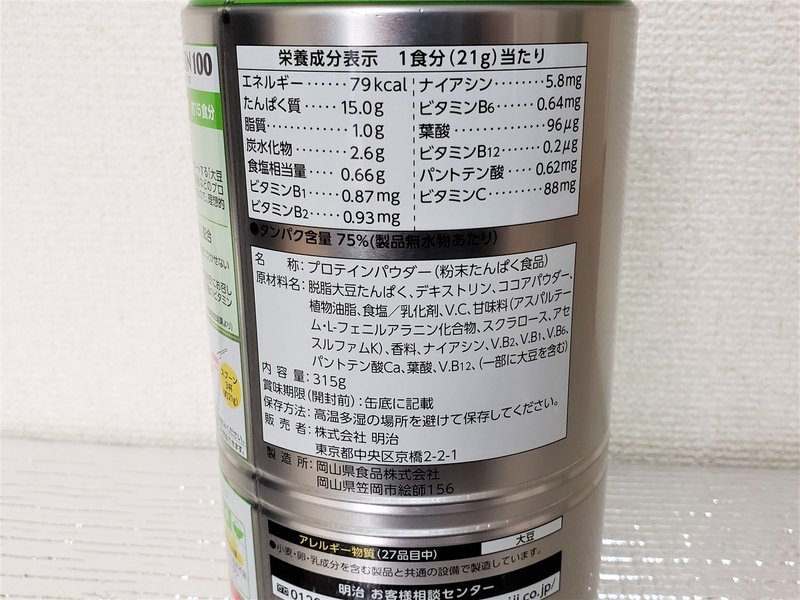 100
約15食分
栄養成分表示 1食分(21g)当たり
エネルギー……79kcal
たんぱく質……15.0g
脂質……………1.0g
炭水化物………2.6g
食塩相当量……0.66g
ビタミンB1……0.87mg
ビタミンB2……0.93mg
ナイアシン………5.8mg
ビタミンB6……0.64mg
葉酸………………96μg
ビタミンB12……0.2μg
パントテン酸……0.62mg
ビタミンC………88mg
●タンパク含量 75%(製品無水物あたり)
名称:プロテインパウダー(粉末たんぱく食品)
原材料名:脱脂大豆たんぱく、デキストリン、ココアパウダー、
植物油脂、食塩/乳化剤、V.C、甘味料(アスパルテー
ム・L-フェニルアラニン化合物、スクラロース、アセ
スルファムK)、香料、ナイアシン、V.B2、V.B1、V.B6、
パントテン酸Ca、葉酸、V.B12、(一部に大豆を含む)
内容量:315g
賞味期限(開封前):缶底に記載
保存方法:高温多湿の場所を避けて保存してください。
販売者:株式会社 明治
東京都中央区京橋2-2-1
製造所:岡山県食品株式会社
岡山県笠岡市絵師156
アレルギー物質(27品目中) 大豆
●小麦・卵・乳成分を含む製品と共通の設備で製造しています。
明治 お客様相談センター
スプーン
3杯
約21g